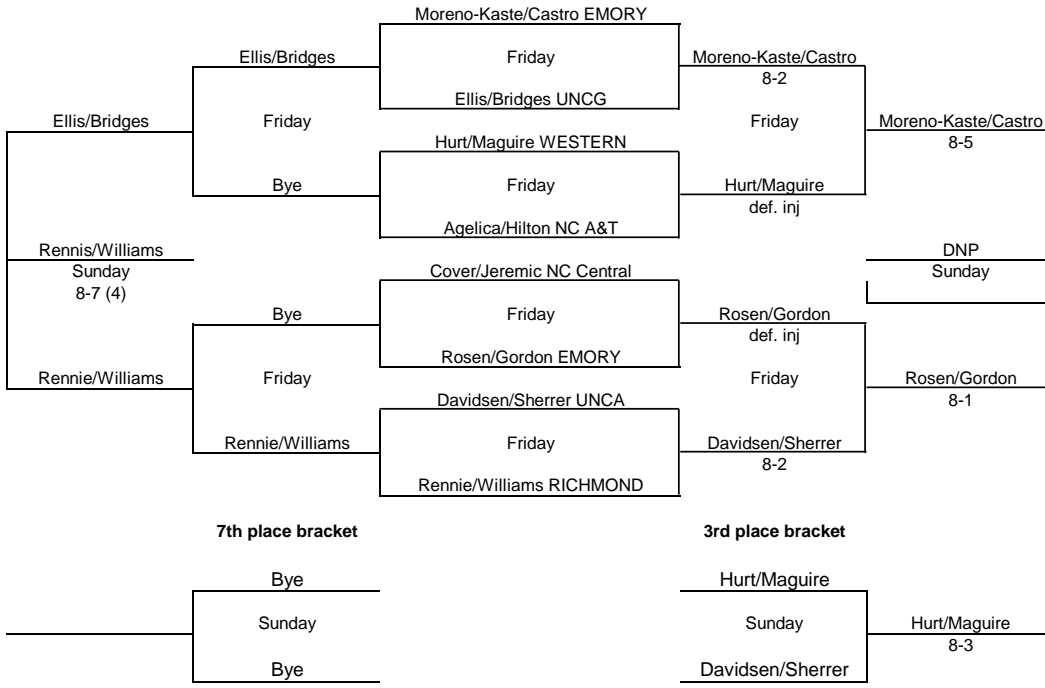 Moreno-Kaste/Castro EMORY
Ellis/Bridges Friday Moreno-Kaste/Castro
8-2
Ellis/Bridges UNCG
Ellis/Bridges Friday Friday Moreno-Kaste/Castro
8-5
Hurt/Maguire WESTERN
Bye Friday Hurt/Maguire
def. inj
Agelica/Hilton NC A&T
Rennis/Williams DNP
Sunday Cover/Jeremic NC Central Sunday
8-7 (4)
Bye Friday Rosen/Gordon
def. inj
Rosen/Gordon EMORY
Rennie/Williams Friday Friday Rosen/Gordon
8-1
Davidsen/Sherrer UNCA
Rennie/Williams Friday Davidsen/Sherrer
8-2
Rennie/Williams RICHMOND
7th place bracket 3rd place bracket
Bye Hurt/Maguire
Sunday Sunday Hurt/Maguire
8-3
Bye Davidsen/Sherrer